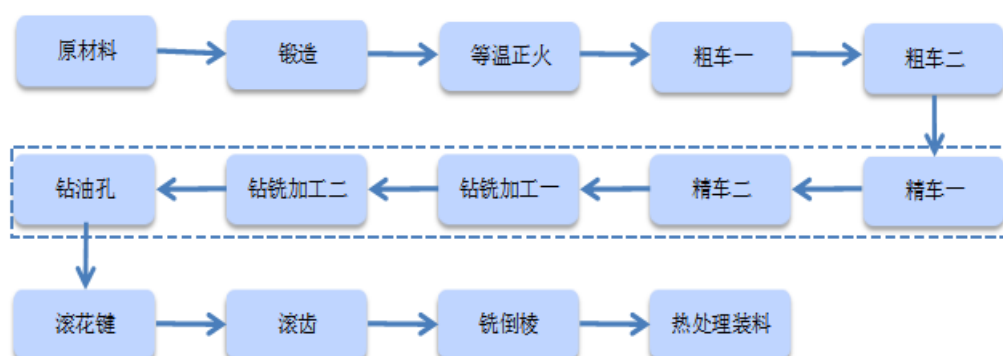 原材料
锻造
等温正火
粗车一
粗车二
精车一
精车二
钻铣加工一
钻铣加工二
钻油孔
滚花键
滚齿
铣倒棱
热处理装料